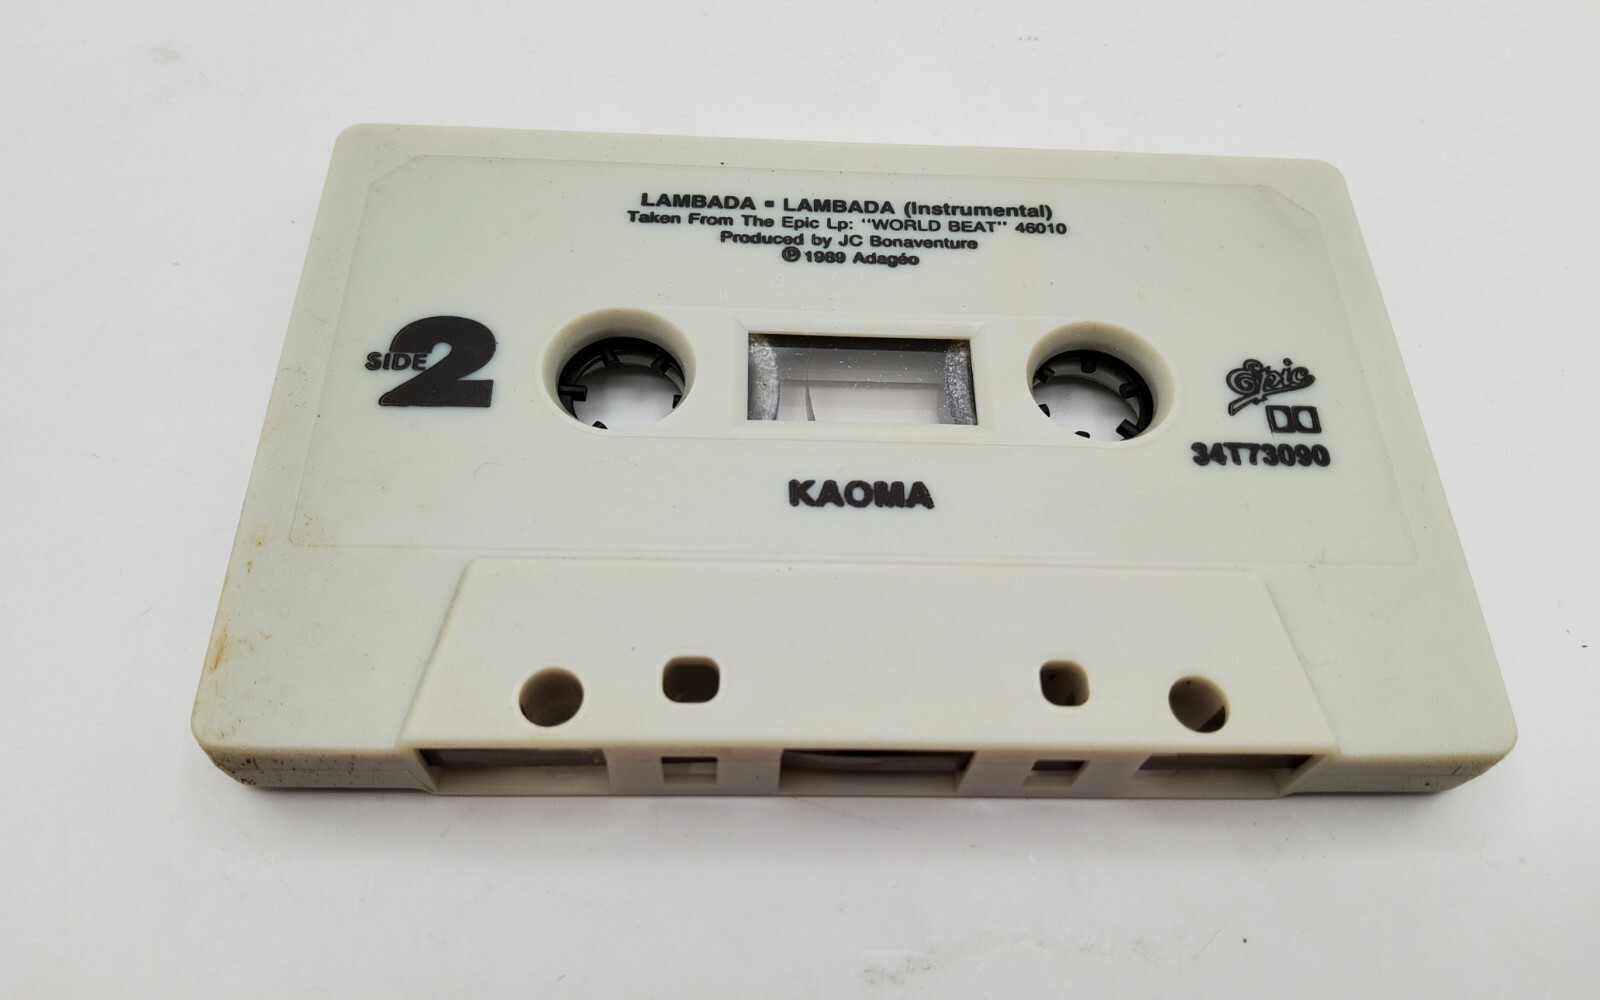 LAMBADA ▪ LAMBADA (Instrumental)
Taken From The Epic Lp: "WORLD BEAT" 46010
Produced by JC Bonaventure
℗ 1989 Adagéo
SIDE 2
Epic
34T73090
KAOMA